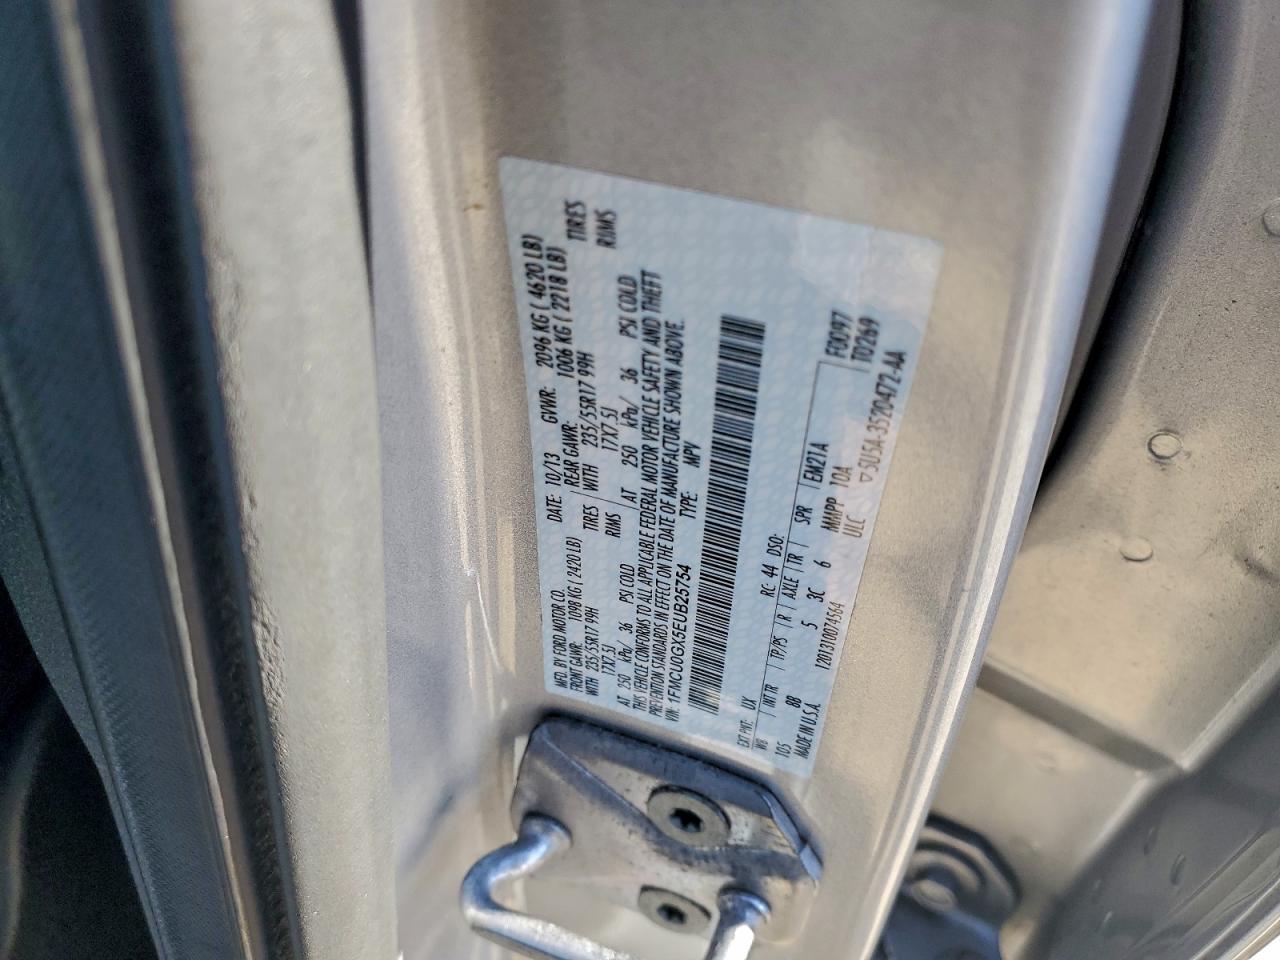 MFD. BY FORD MOTOR CO.
DATE: 10/13 GVWR: 2096 KG ( 4620 LB)
FRONT GAWR: 1098 KG ( 2420 LB)
REAR GAWR: 1006 KG ( 2218 LB)
WITH 235/55R17 99H TIRES
WITH 235/55R17 99H TIRES
17X7.5J RIMS
17X7.5J RIMS
AT 250 kPa/ 36 PSI COLD
AT 250 kPa/ 36 PSI COLD
THIS VEHICLE CONFORMS TO ALL APPLICABLE FEDERAL MOTOR VEHICLE SAFETY AND THEFT
PREVENTION STANDARDS IN EFFECT ON THE DATE OF MANUFACTURE SHOWN ABOVE.
VIN: 1FMCU0GX5EUB25754
TYPE: MPV
EXT PNT: UX RC: 44 DSO: F0097
WB INT TR TP/PS R AXLE TR SPR EM21A T0269
105 8B 5 3C 6 MMPP 10A
MADE IN U.S.A. 1201310074564 ULC 5U5A-3520472-AA